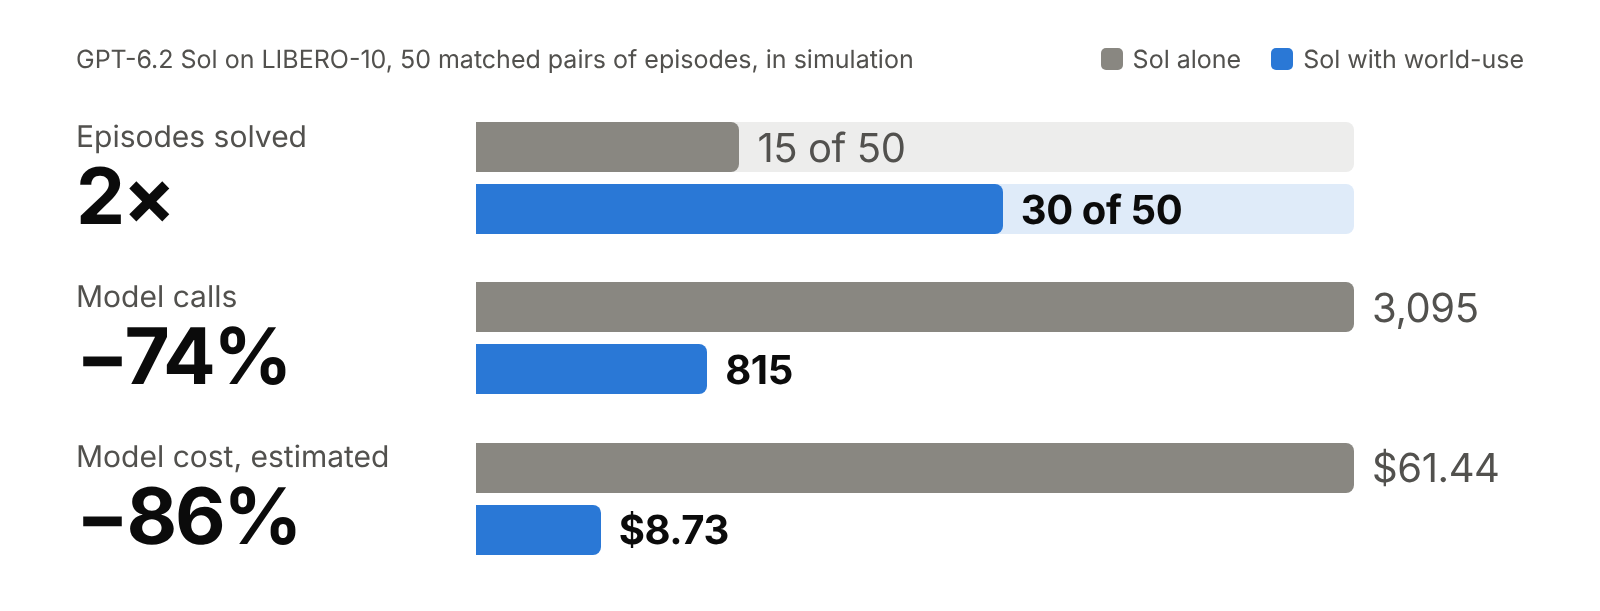 GPT-6.2 Sol on LIBERO-10, 50 matched pairs of episodes, in simulation
Sol alone
Sol with world-use
Episodes solved
2×
15 of 50
30 of 50
Model calls
–74%
3,095
815
Model cost, estimated
–86%
$61.44
$8.73